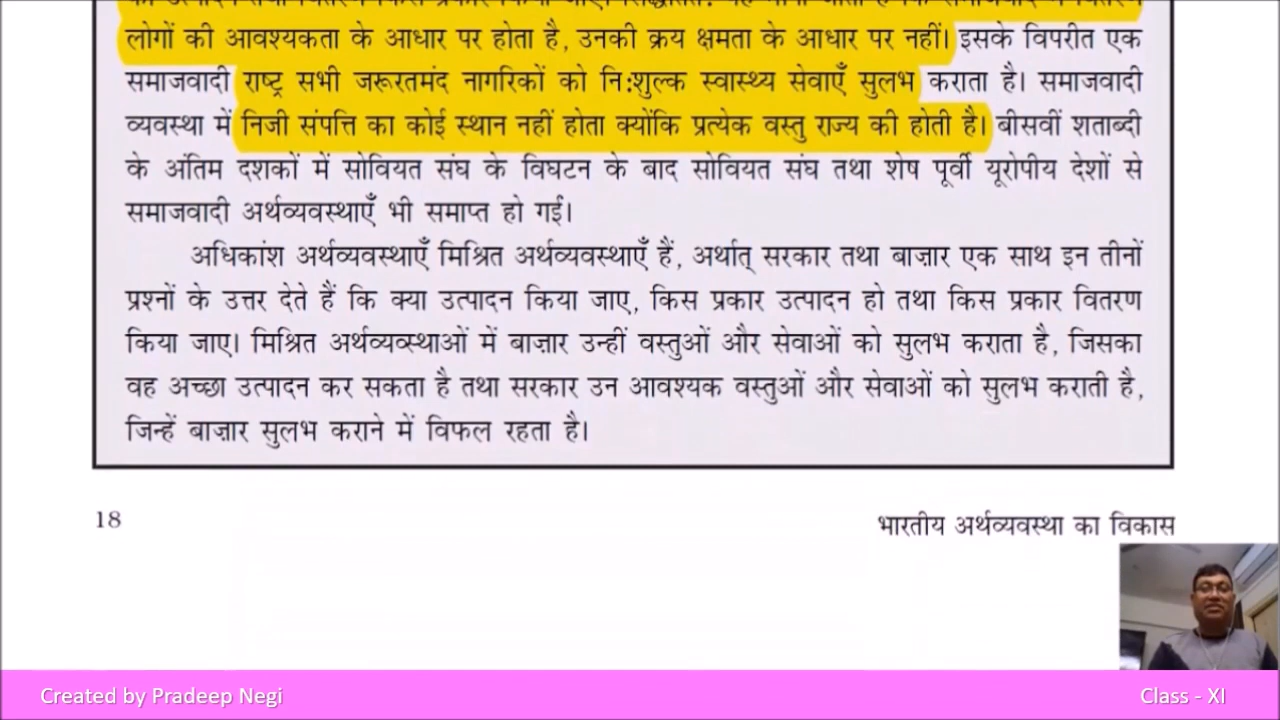 लोगों की आवश्यकता के आधार पर होता है, उनकी क्रय क्षमता के आधार पर नहीं। इसके विपरीत एक
समाजवादी राष्ट्र सभी जरूरतमंद नागरिकों को नि:शुल्क स्वास्थ्य सेवाएँ सुलभ कराता है। समाजवादी
व्यवस्था में निजी संपत्ति का कोई स्थान नहीं होता क्योंकि प्रत्येक वस्तु राज्य की होती है। बीसवीं शताब्दी
के अंतिम दशकों में सोवियत संघ के विघटन के बाद सोवियत संघ तथा शेष पूर्वी यूरोपीय देशों से
समाजवादी अर्थव्यवस्थाएँ भी समाप्त हो गईं।
अधिकांश अर्थव्यवस्थाएँ मिश्रित अर्थव्यवस्थाएँ हैं, अर्थात् सरकार तथा बाज़ार एक साथ इन तीनों
प्रश्नों के उत्तर देते हैं कि क्या उत्पादन किया जाए, किस प्रकार उत्पादन हो तथा किस प्रकार वितरण
किया जाए। मिश्रित अर्थव्यवस्थाओं में बाज़ार उन्हीं वस्तुओं और सेवाओं को सुलभ कराता है, जिसका
वह अच्छा उत्पादन कर सकता है तथा सरकार उन आवश्यक वस्तुओं और सेवाओं को सुलभ कराती है,
जिन्हें बाज़ार सुलभ कराने में विफल रहता है।
18
भारतीय अर्थव्यवस्था का विकास
Created by Pradeep Negi
Class - XI